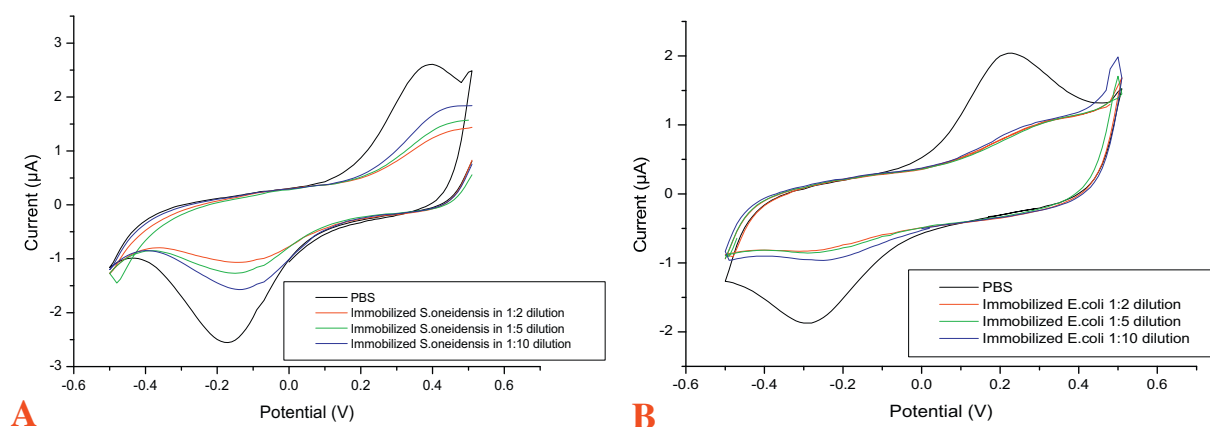 3
2
1
0
-1
-2
-3
Current (µA)
-0.6
-0.4
-0.2
0.0
0.2
0.4
0.6
Potential (V)
PBS
Immobilized S.oneidensis in 1:2 dilution
Immobilized S.oneidensis in 1:5 dilution
Immobilized S.oneidensis in 1:10 dilution
A
2
1
0
-1
-2
Current (µA)
-0.6
-0.4
-0.2
0.0
0.2
0.4
0.6
Potential (V)
PBS
Immobilized E.coli 1:2 dilution
Immobilized E.coli 1:5 dilution
Immobilized E.coli 1:10 dilution
B